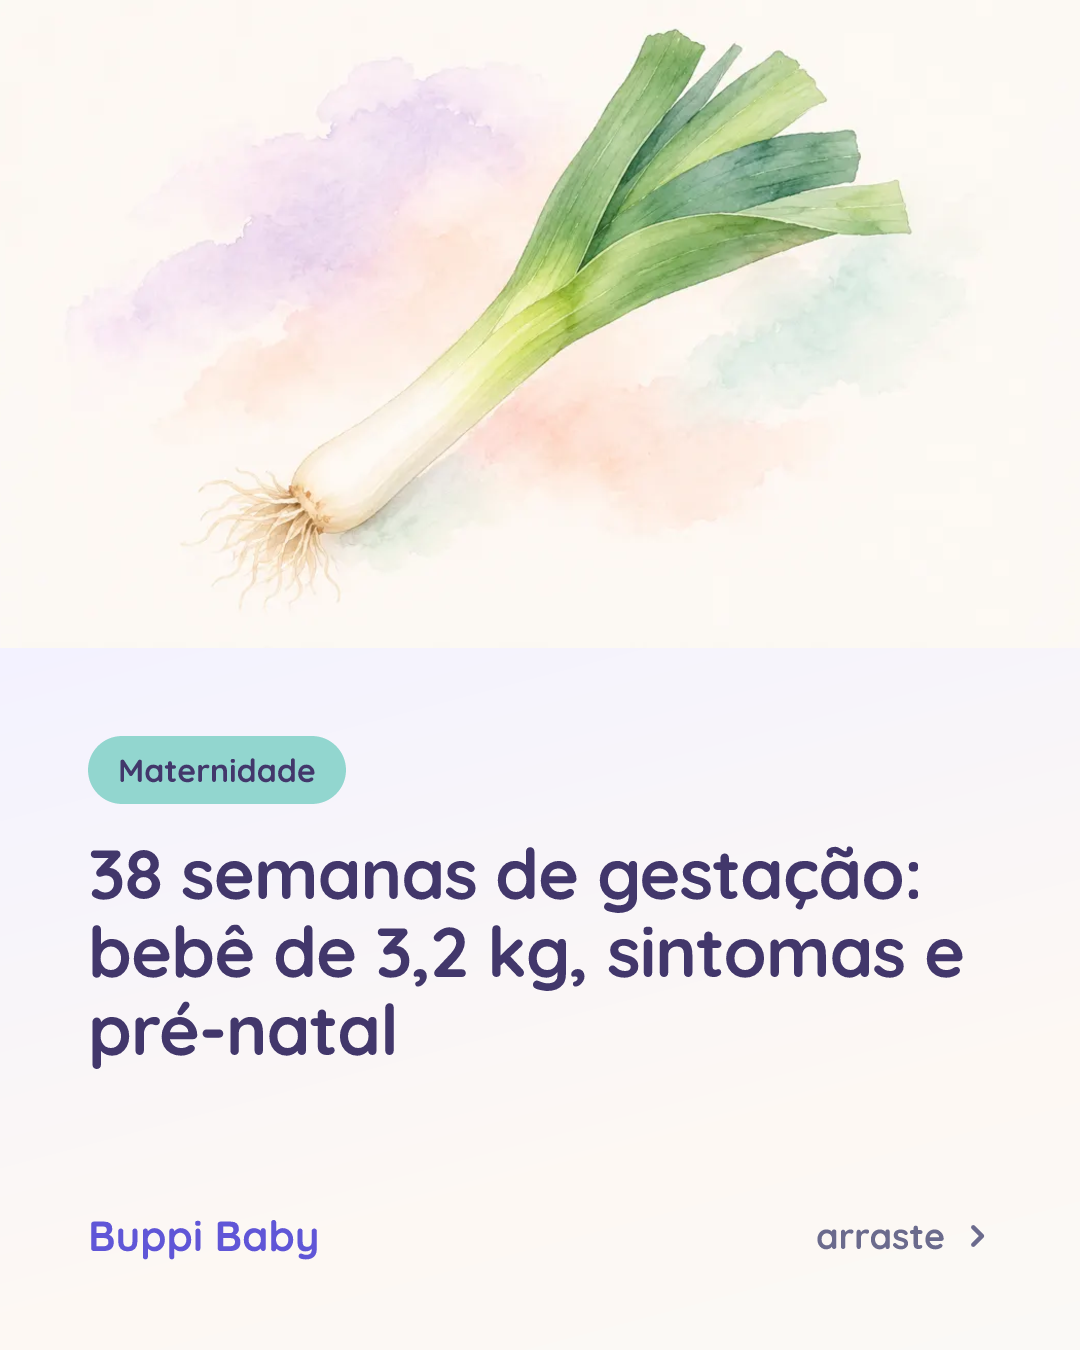 Maternidade
38 semanas de gestação:
bebê de 3,2 kg, sintomas e
pré-natal
Buppi Baby
arraste